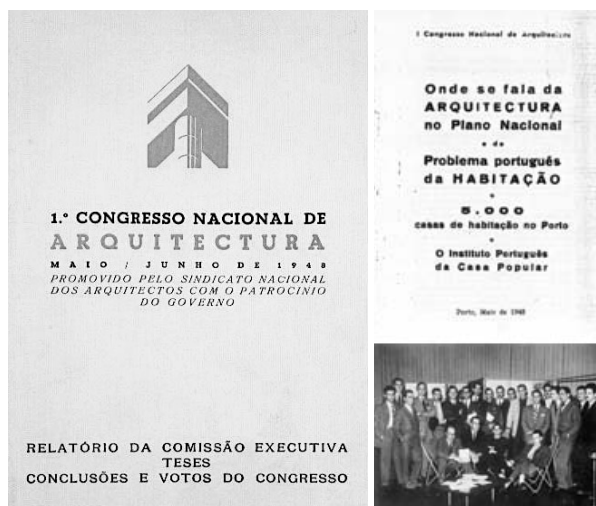 1.º CONGRESSO NACIONAL DE
ARQUITECTURA
MAIO / JUNHO DE 1948
PROMOVIDO PELO SINDICATO NACIONAL
DOS ARQUITECTOS COM O PATROCÍNIO
DO GOVERNO
RELATÓRIO DA COMISSÃO EXECUTIVA
TESES
CONCLUSÕES E VOTOS DO CONGRESSO
I Congresso Nacional de Arquitectura
Onde se fala da
ARQUITECTURA
no Plano Nacional
e do
Problema português
da HABITAÇÃO
5.000
casas de habitação no Porto
O Instituto Português
da Casa Popular
Porto, Maio de 1948